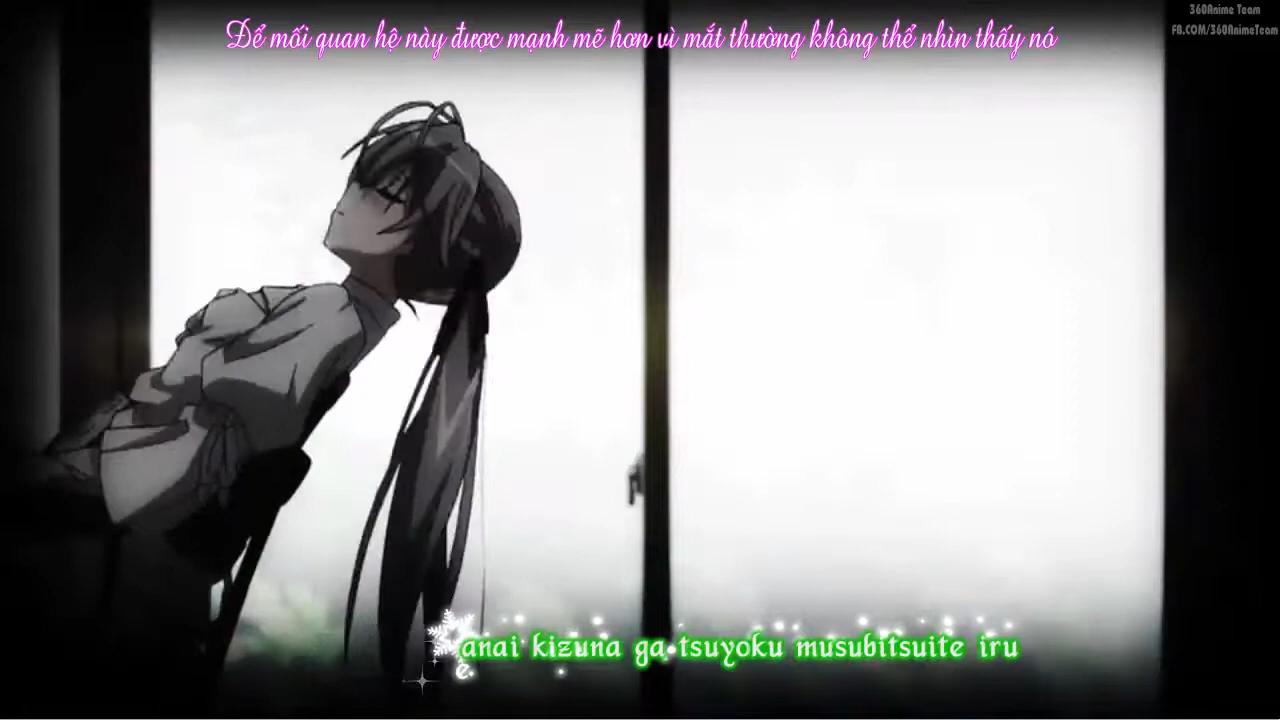 360Anime Team
FB.COM/360AnimeTeam
Để mối quan hệ này được mạnh mẽ hơn vì mắt thường không thể nhìn thấy nó
anai kizuna ga tsuyoku musubitsuite iru